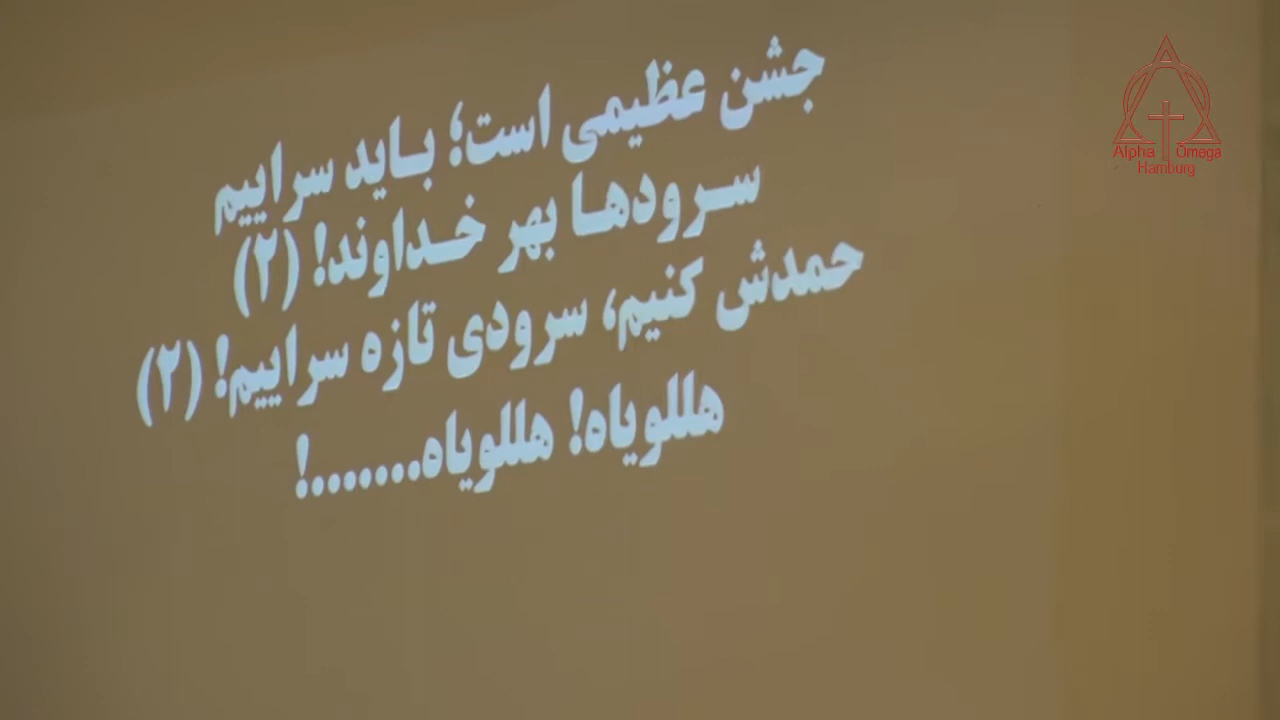 جشن عظیمی است؛ باید سراییم
سرودها بهر خداوند! (۲)
حمدش کنیم، سرودی تازه سراییم! (۲)
هللویاه! هللویاه........!
Alpha Omega
Hamburg